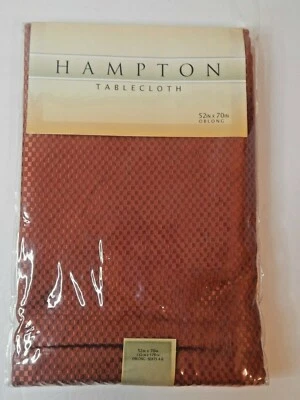 HAMPTON
TABLECLOTH
52IN x 70IN
OBLONG
52IN x 70IN